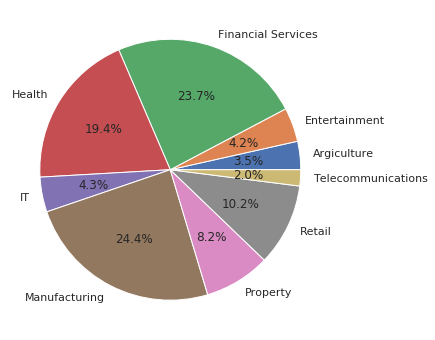 Financial Services
23.7%
Health
19.4%
Entertainment
4.2%
Argiculture
3.5%
Telecommunications
2.0%
IT
4.3%
Retail
10.2%
Manufacturing
24.4%
Property
8.2%